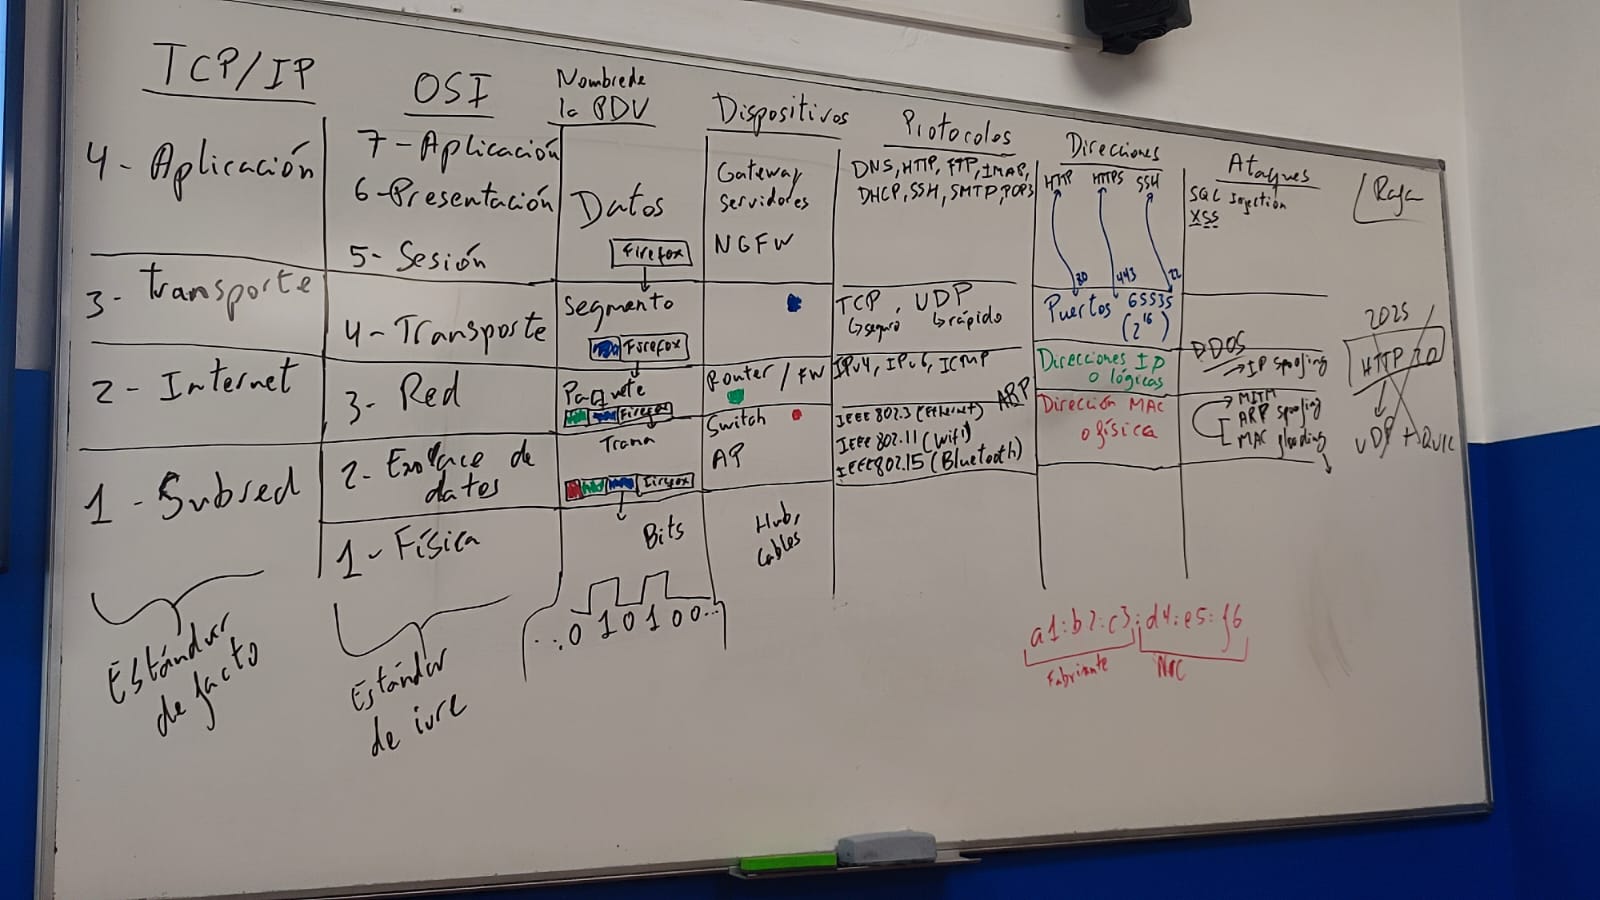 TCP/IP
4 - Aplicación
3 - Transporte
2 - Internet
1 - Subred
Estándar
de facto
OSI
7 - Aplicación
6 - Presentación
5 - Sesión
4 - Transporte
3 - Red
2 - Enlace de
datos
1 - Física
Estándar
de iure
Nombre de
la PDU
Datos
Firefox
Segmento
Firefox
Paquete
Firefox
Trama
Firefox
Bits
...0 1 0 1 0 0...
Dispositivos
Gateway
Servidores
NGFW
Router / FW
Switch
AP
Hub,
Cables
Protocolos
DNS, HTTP, FTP, IMAP,
DHCP, SSH, SMTP, POP3
TCP, UDP
↳seguro ↳rápido
IPv4, IPv6, ICMP
ARP
IEEE 802.3 (Ethernet)
IEEE 802.11 (Wifi)
IEEE 802.15 (Bluetooth)
Direcciones
HTTP HTTPS SSH
80 443 22
Puertos 65535
(2^16)
Direcciones IP
o lógicas
Dirección MAC
o física
a1:b2:c3:d4:e5:f6
Fabricante NIC
Ataques
SQL Injection
XSS
DDOS
→ IP spoofing
MITM
ARP spoofing
MAC flooding
2025
HTTP 3.0
UDP + QUIC